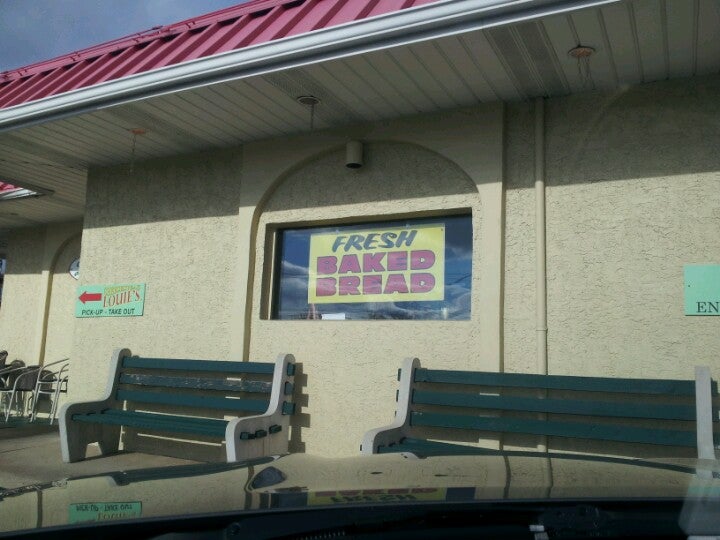 FRESH
BAKED
BREAD
LOUIE'S
PICK-UP - TAKE OUT
EN